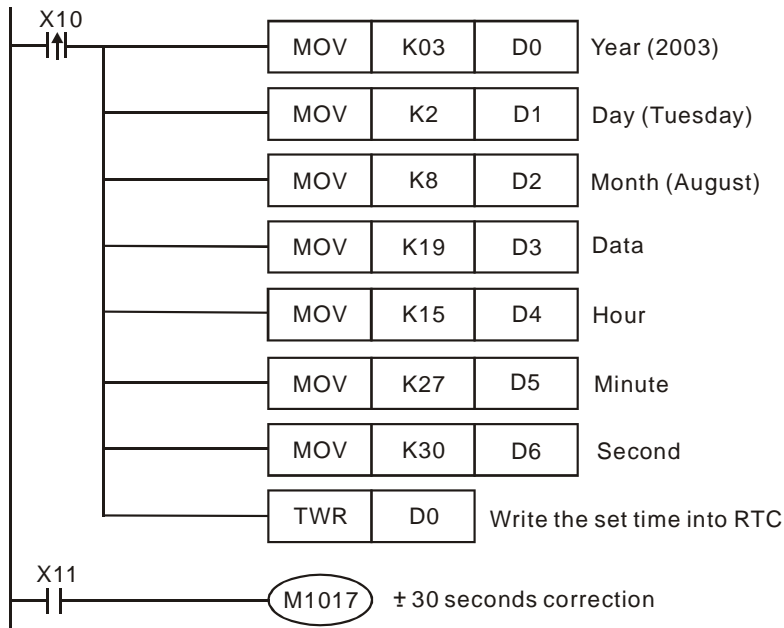 X10
MOV K03 D0 Year (2003)
MOV K2 D1 Day (Tuesday)
MOV K8 D2 Month (August)
MOV K19 D3 Data
MOV K15 D4 Hour
MOV K27 D5 Minute
MOV K30 D6 Second
TWR D0 Write the set time into RTC
X11
M1017 ±30 seconds correction